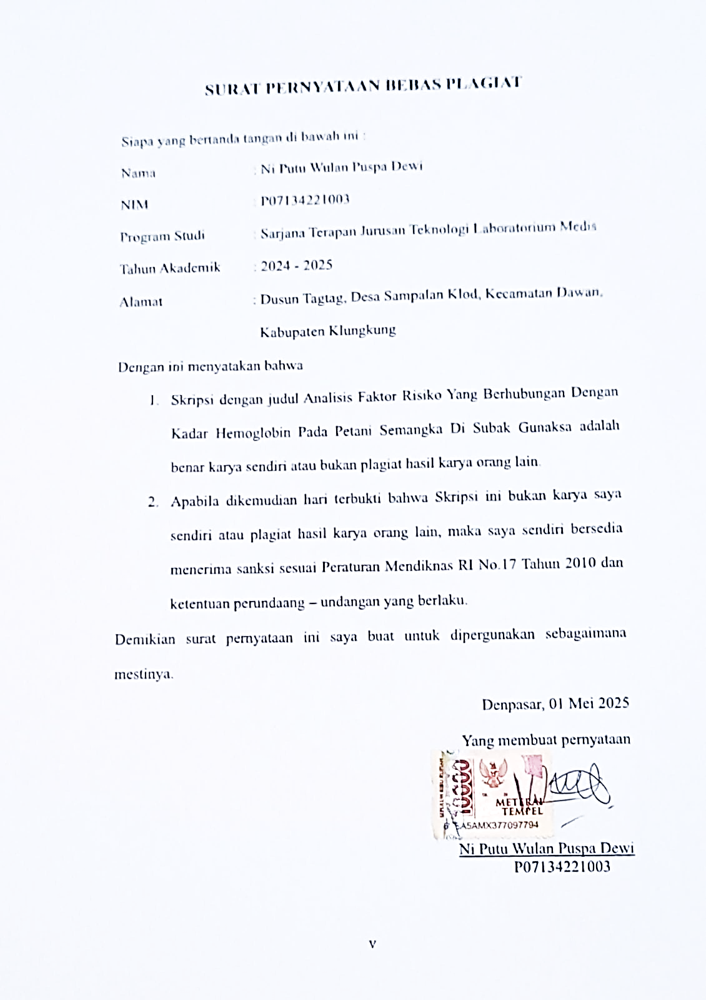 SURAT PERNYATAAN BEBAS PLAGIAT
Siapa yang bertanda tangan di bawah ini :
Nama : Ni Putu Wulan Puspa Dewi
NIM : P07134221003
Program Studi : Sarjana Terapan Jurusan Teknologi Laboratorium Medis
Tahun Akademik : 2024 - 2025
Alamat : Dusun Tagtag, Desa Sampalan Klod, Kecamatan Dawan,
Kabupaten Klungkung
Dengan ini menyatakan bahwa
1. Skripsi dengan judul Analisis Faktor Risiko Yang Berhubungan Dengan
Kadar Hemoglobin Pada Petani Semangka Di Subak Gunaksa adalah
benar karya sendiri atau bukan plagiat hasil karya orang lain.
2. Apabila dikemudian hari terbukti bahwa Skripsi ini bukan karya saya
sendiri atau plagiat hasil karya orang lain, maka saya sendiri bersedia
menerima sanksi sesuai Peraturan Mendiknas RI No.17 Tahun 2010 dan
ketentuan perundaang – undangan yang berlaku.
Demikian surat pernyataan ini saya buat untuk dipergunakan sebagaimana
mestinya.
Denpasar, 01 Mei 2025
Yang membuat pernyataan
10000
METERAI
TEMPEL
A5AMX377097794
Ni Putu Wulan Puspa Dewi
P07134221003
v